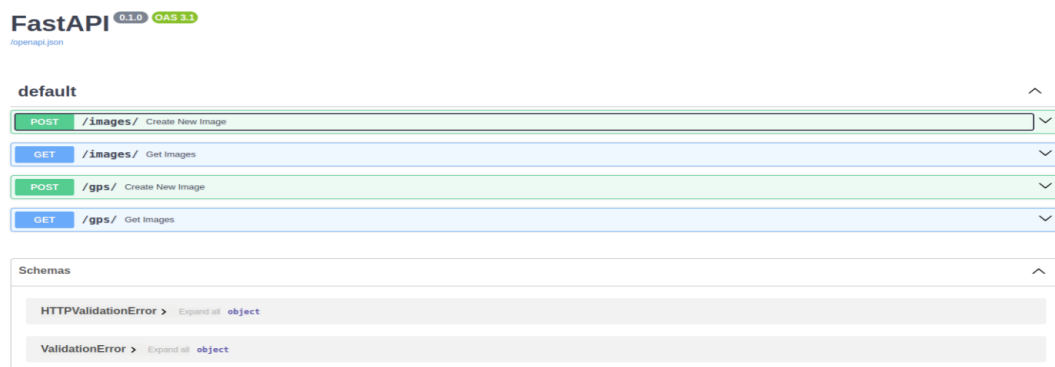 FastAPI 0.1.0 OAS 3.1
/openapi.json
default
POST /images/ Create New Image
GET /images/ Get Images
POST /gps/ Create New Image
GET /gps/ Get Images
Schemas
HTTPValidationError Expand all object
ValidationError Expand all object